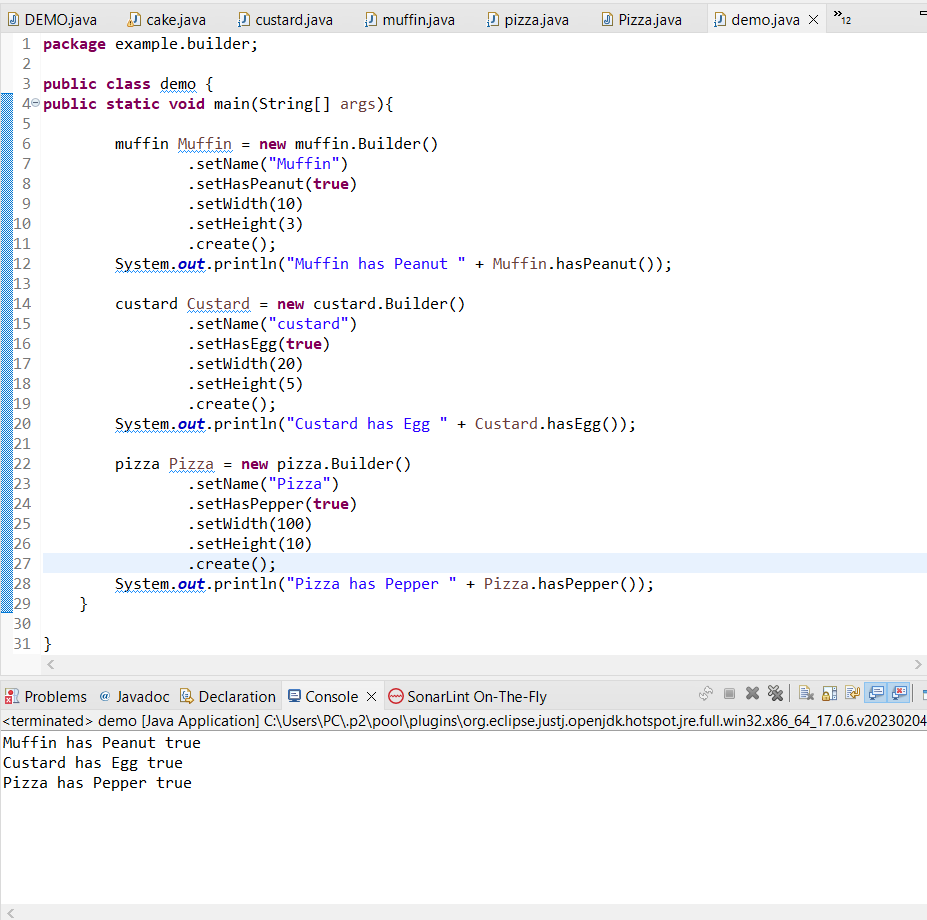 DEMO.java cake.java custard.java muffin.java pizza.java Pizza.java demo.java »12
1 package example.builder;
2
3 public class demo {
4 public static void main(String[] args){
5
6 muffin Muffin = new muffin.Builder()
7 .setName("Muffin")
8 .setHasPeanut(true)
9 .setWidth(10)
10 .setHeight(3)
11 .create();
12 System.out.println("Muffin has Peanut " + Muffin.hasPeanut());
13
14 custard Custard = new custard.Builder()
15 .setName("custard")
16 .setHasEgg(true)
17 .setWidth(20)
18 .setHeight(5)
19 .create();
20 System.out.println("Custard has Egg " + Custard.hasEgg());
21
22 pizza Pizza = new pizza.Builder()
23 .setName("Pizza")
24 .setHasPepper(true)
25 .setWidth(100)
26 .setHeight(10)
27 .create();
28 System.out.println("Pizza has Pepper " + Pizza.hasPepper());
29 }
30
31 }
Problems @ Javadoc Declaration Console SonarLint On-The-Fly
<terminated> demo [Java Application] C:\Users\PC\.p2\pool\plugins\org.eclipse.justj.openjdk.hotspot.jre.full.win32.x86_64_17.0.6.v20230204
Muffin has Peanut true
Custard has Egg true
Pizza has Pepper true